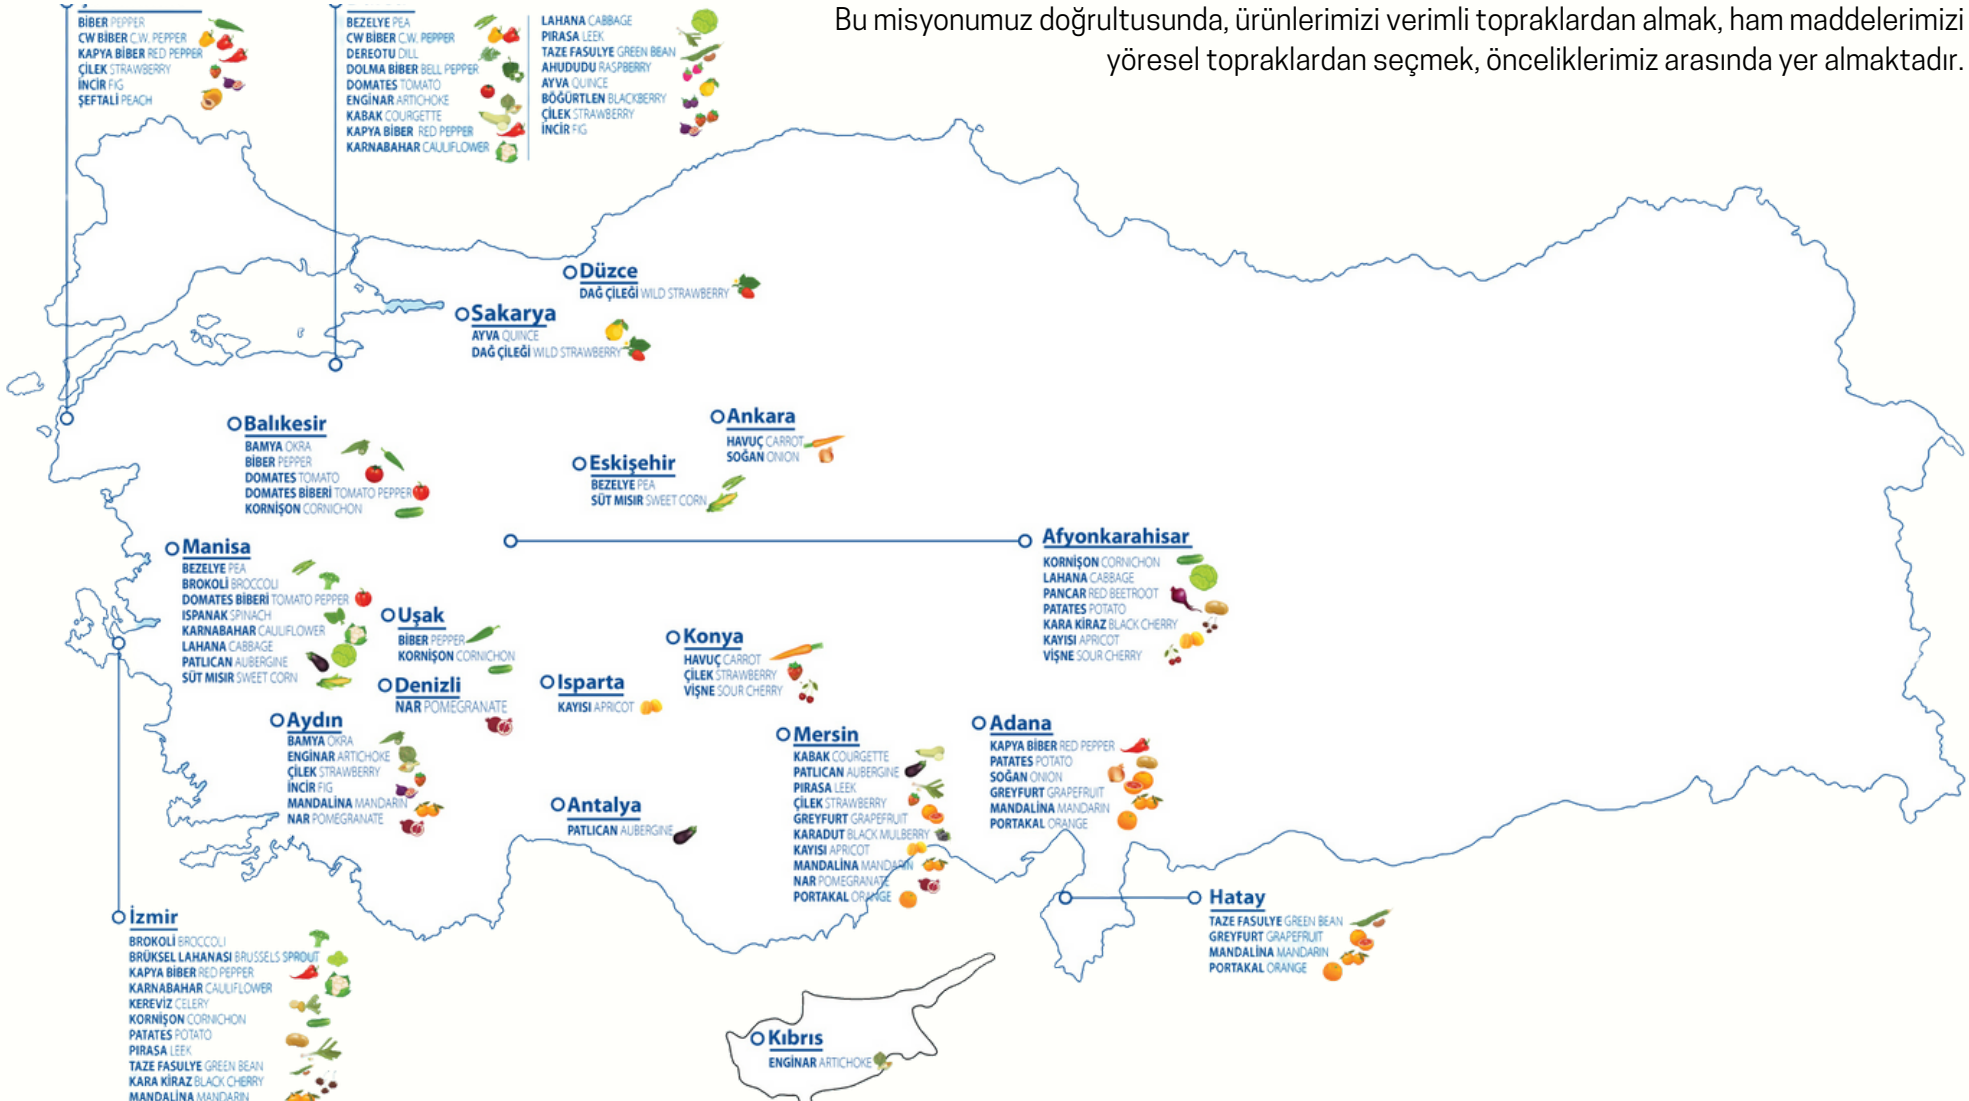 Bu misyonumuz doğrultusunda, ürünlerimizi verimli topraklardan almak, ham maddelerimizi
yöresel topraklardan seçmek, önceliklerimiz arasında yer almaktadır.
BİBER PEPPER
CW BİBER C.W. PEPPER
KAPYA BİBER RED PEPPER
ÇİLEK STRAWBERRY
İNCİR FIG
ŞEFTALİ PEACH
BEZELYE PEA
CW BİBER C.W. PEPPER
DEREOTU DILL
DOLMA BİBER BELL PEPPER
DOMATES TOMATO
ENGİNAR ARTICHOKE
KABAK COURGETTE
KAPYA BİBER RED PEPPER
KARNABAHAR CAULIFLOWER
LAHANA CABBAGE
PIRASA LEEK
TAZE FASULYE GREEN BEAN
AHUDUDU RASPBERRY
AYVA QUINCE
BÖĞÜRTLEN BLACKBERRY
ÇİLEK STRAWBERRY
İNCİR FIG
Düzce
DAĞ ÇİLEĞİ WILD STRAWBERRY
Sakarya
AYVA QUINCE
DAĞ ÇİLEĞİ WILD STRAWBERRY
Balıkesir
BAMYA OKRA
BİBER PEPPER
DOMATES TOMATO
DOMATES BİBERİ TOMATO PEPPER
KORNİŞON CORNICHON
Ankara
HAVUÇ CARROT
SOĞAN ONION
Eskişehir
BEZELYE PEA
SÜT MISIR SWEET CORN
Afyonkarahisar
KORNİŞON CORNICHON
LAHANA CABBAGE
PANCAR RED BEETROOT
PATATES POTATO
KARA KİRAZ BLACK CHERRY
KAYISI APRICOT
VİŞNE SOUR CHERRY
Manisa
BEZELYE PEA
BROKOLİ BROCCOLI
DOMATES BİBERİ TOMATO PEPPER
ISPANAK SPINACH
KARNABAHAR CAULIFLOWER
LAHANA CABBAGE
PATLICAN AUBERGINE
SÜT MISIR SWEET CORN
Uşak
BİBER PEPPER
KORNİŞON CORNICHON
Denizli
NAR POMEGRANATE
Isparta
KAYISI APRICOT
Konya
HAVUÇ CARROT
ÇİLEK STRAWBERRY
VİŞNE SOUR CHERRY
Aydın
BAMYA OKRA
ENGİNAR ARTICHOKE
ÇİLEK STRAWBERRY
İNCİR FIG
MANDALİNA MANDARIN
NAR POMEGRANATE
Antalya
PATLICAN AUBERGINE
Mersin
KABAK COURGETTE
PATLICAN AUBERGINE
PIRASA LEEK
ÇİLEK STRAWBERRY
GREYFURT GRAPEFRUIT
KARADUT BLACK MULBERRY
KAYISI APRICOT
MANDALİNA MANDARIN
NAR POMEGRANATE
PORTAKAL ORANGE
Adana
KAPYA BİBER RED PEPPER
PATATES POTATO
SOĞAN ONION
GREYFURT GRAPEFRUIT
MANDALİNA MANDARIN
PORTAKAL ORANGE
Hatay
TAZE FASULYE GREEN BEAN
GREYFURT GRAPEFRUIT
MANDALİNA MANDARIN
PORTAKAL ORANGE
İzmir
BROKOLİ BROCCOLI
BRÜKSEL LAHANASI BRUSSELS SPROUT
KAPYA BİBER RED PEPPER
KARNABAHAR CAULIFLOWER
KEREVİZ CELERY
KORNİŞON CORNICHON
PATATES POTATO
PIRASA LEEK
TAZE FASULYE GREEN BEAN
KARA KİRAZ BLACK CHERRY
MANDALİNA MANDARIN
Kıbrıs
ENGİNAR ARTICHOKE